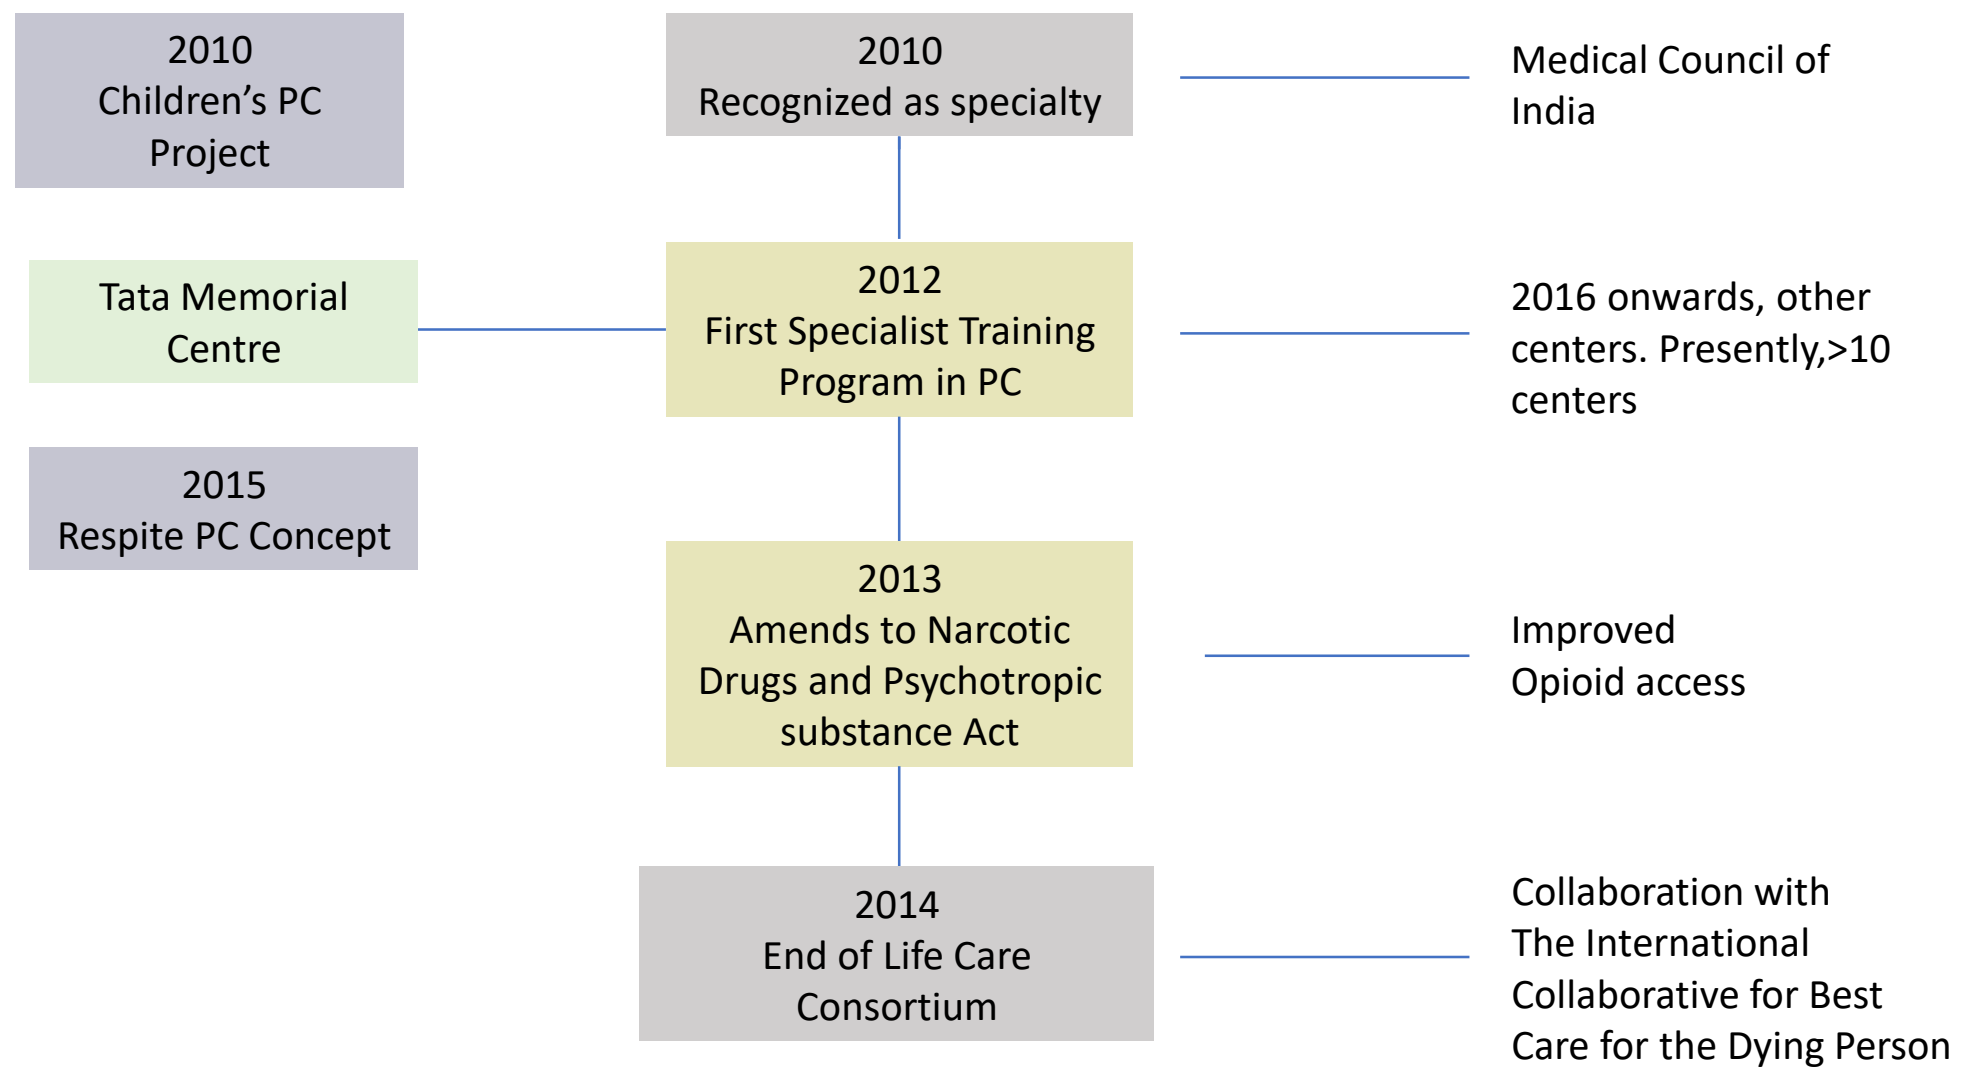 2010
Children's PC
Project
2010
Recognized as specialty
Medical Council of
India
Tata Memorial
Centre
2012
First Specialist Training
Program in PC
2016 onwards, other
centers. Presently,>10
centers
2015
Respite PC Concept
2013
Amends to Narcotic
Drugs and Psychotropic
substance Act
Improved
Opioid access
2014
End of Life Care
Consortium
Collaboration with
The International
Collaborative for Best
Care for the Dying Person